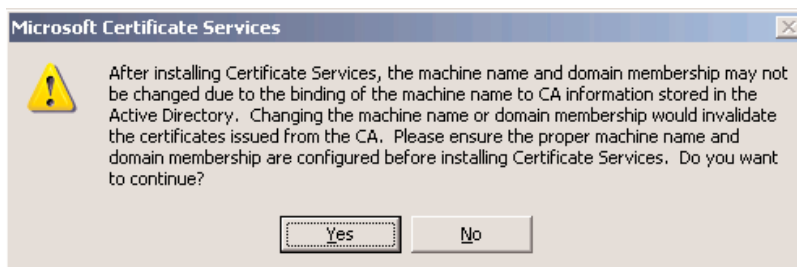 Microsoft Certificate Services
After installing Certificate Services, the machine name and domain membership may not
be changed due to the binding of the machine name to CA information stored in the
Active Directory.  Changing the machine name or domain membership would invalidate
the certificates issued from the CA.  Please ensure the proper machine name and
domain membership are configured before installing Certificate Services.  Do you want
to continue?
Yes
No